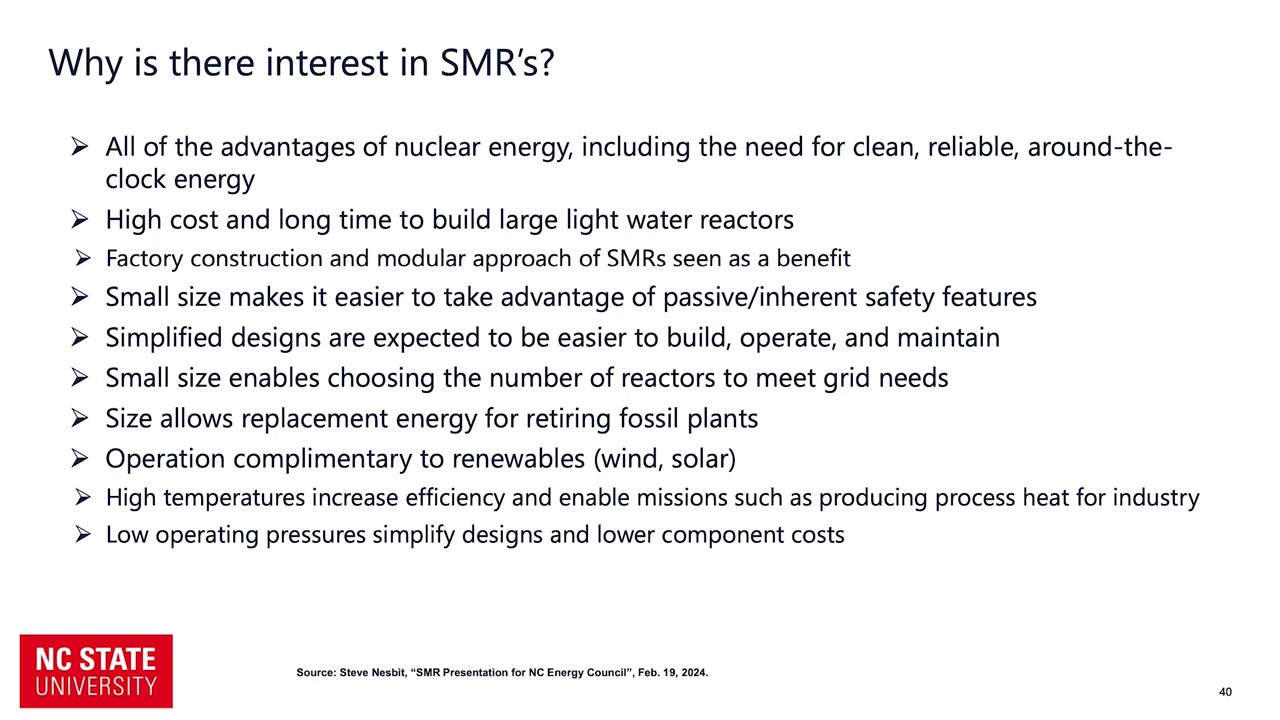 Why is there interest in SMR's?
➢ All of the advantages of nuclear energy, including the need for clean, reliable, around-the-
clock energy
➢ High cost and long time to build large light water reactors
➢ Factory construction and modular approach of SMRs seen as a benefit
➢ Small size makes it easier to take advantage of passive/inherent safety features
➢ Simplified designs are expected to be easier to build, operate, and maintain
➢ Small size enables choosing the number of reactors to meet grid needs
➢ Size allows replacement energy for retiring fossil plants
➢ Operation complimentary to renewables (wind, solar)
➢ High temperatures increase efficiency and enable missions such as producing process heat for industry
➢ Low operating pressures simplify designs and lower component costs
NC STATE
UNIVERSITY
Source: Steve Nesbit, “SMR Presentation for NC Energy Council”, Feb. 19, 2024.
40